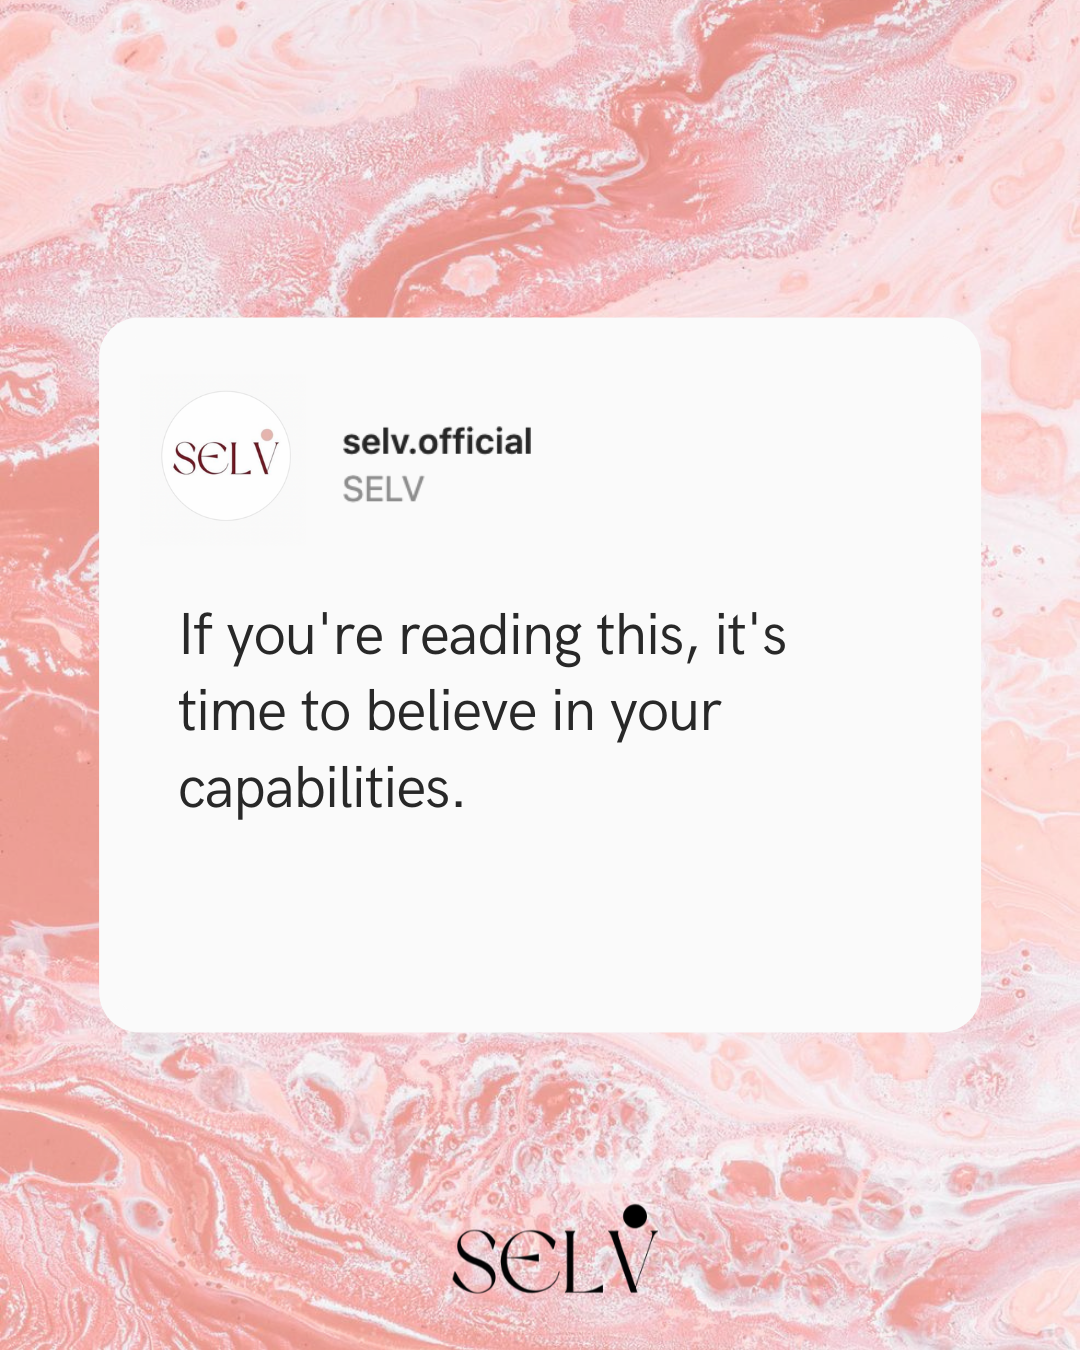 SELV
selv.official
SELV
If you're reading this, it's
time to believe in your
capabilities.
SELV